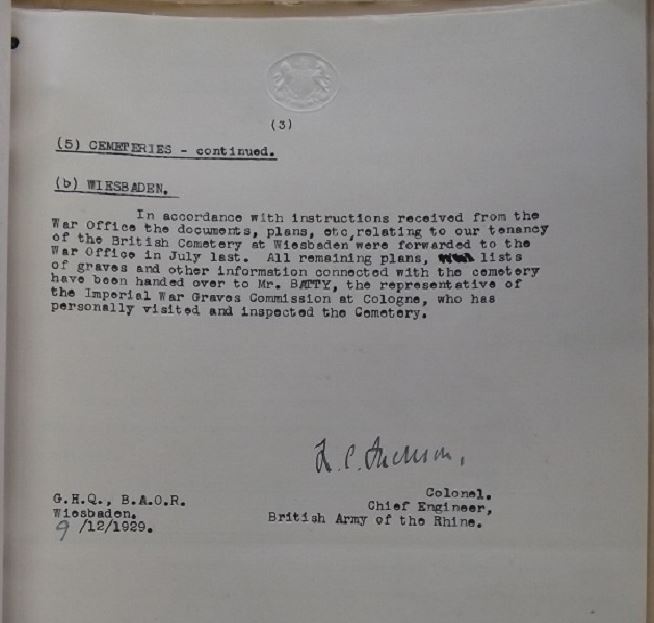 (3)
(5) CEMETERIES - continued.
(b) WIESBADEN.
In accordance with instructions received from the
War Office the documents, plans, etc,relating to our tenancy
of the British Cemetery at Wiesbaden were forwarded to the
War Office in July last. All remaining plans, lists
of graves and other information connected with the cemetery
have been handed over to Mr. BATTY, the representative of
the Imperial War Graves Commission at Cologne, who has
personally visited and inspected the Cemetery.
Colonel,
Chief Engineer,
British Army of the Rhine.
G.H.Q., B.A.O.R.
Wiesbaden.
9 /12/1929.